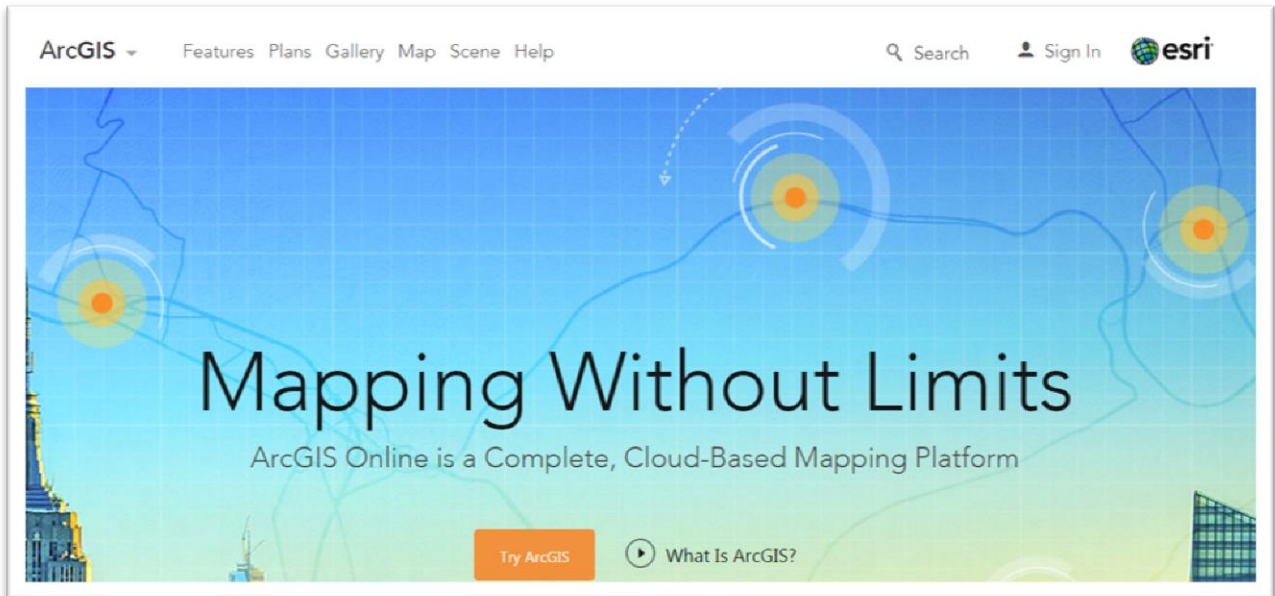 ArcGIS Features Plans Gallery Map Scene Help Search Sign In esri
Mapping Without Limits
ArcGIS Online is a Complete, Cloud-Based Mapping Platform
Try ArcGIS What Is ArcGIS?